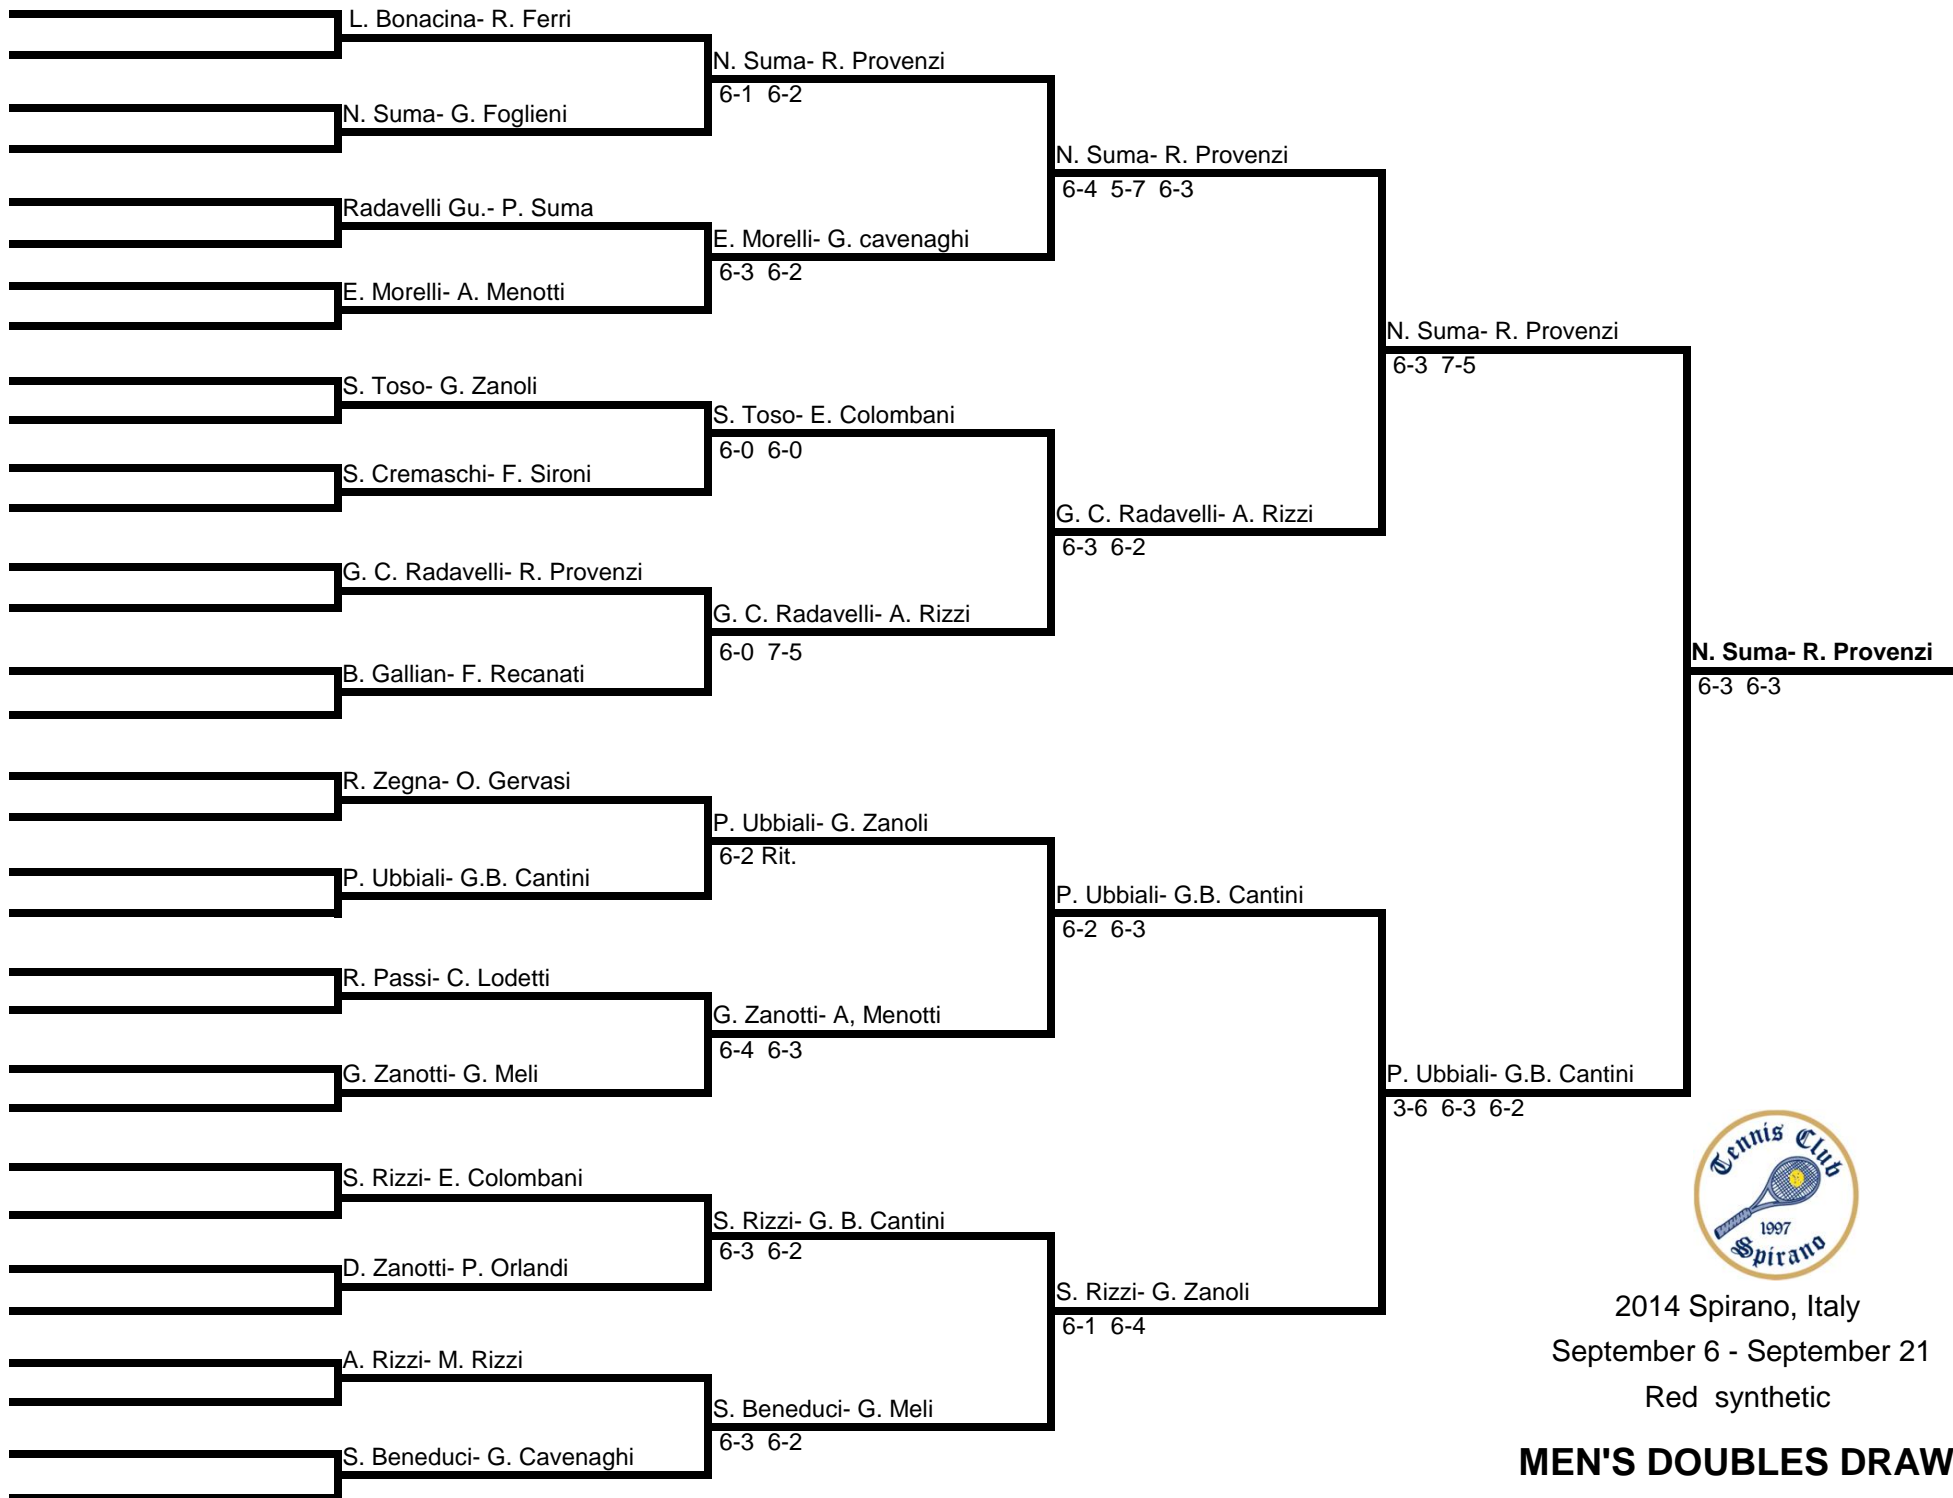 L. Bonacina- R. Ferri
N. Suma- G. Foglieni
Radavelli Gu.- P. Suma
E. Morelli- A. Menotti
S. Toso- G. Zanoli
S. Cremaschi- F. Sironi
G. C. Radavelli- R. Provenzi
B. Gallian- F. Recanati
R. Zegna- O. Gervasi
P. Ubbiali- G.B. Cantini
R. Passi- C. Lodetti
G. Zanotti- G. Meli
S. Rizzi- E. Colombani
D. Zanotti- P. Orlandi
A. Rizzi- M. Rizzi
S. Beneduci- G. Cavenaghi
N. Suma- R. Provenzi
6-1 6-2
E. Morelli- G. cavenaghi
6-3 6-2
S. Toso- E. Colombani
6-0 6-0
G. C. Radavelli- A. Rizzi
6-0 7-5
P. Ubbiali- G. Zanoli
6-2 Rit.
G. Zanotti- A, Menotti
6-4 6-3
S. Rizzi- G. B. Cantini
6-3 6-2
S. Beneduci- G. Meli
6-3 6-2
N. Suma- R. Provenzi
6-4 5-7 6-3
G. C. Radavelli- A. Rizzi
6-3 6-2
P. Ubbiali- G.B. Cantini
6-2 6-3
S. Rizzi- G. Zanoli
6-1 6-4
N. Suma- R. Provenzi
6-3 7-5
P. Ubbiali- G.B. Cantini
3-6 6-3 6-2
N. Suma- R. Provenzi
6-3 6-3
Tennis Club
1997
Spirano
2014 Spirano, Italy
September 6 - September 21
Red synthetic
MEN'S DOUBLES DRAW